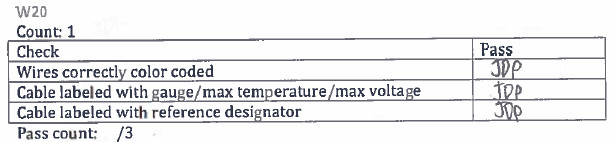 W20
Count: 1
Check Pass
Wires correctly color coded JDP
Cable labeled with gauge/max temperature/max voltage JDP
Cable labeled with reference designator JDP
Pass count: /3